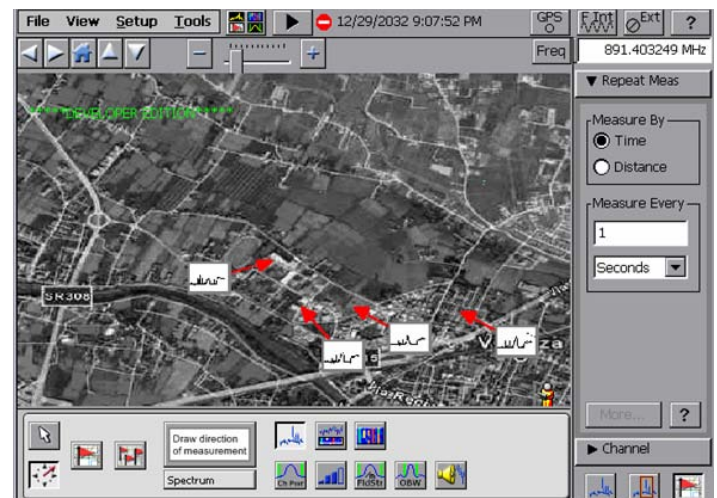 File View Setup Tools 12/29/2032 9:07:52 PM GPS F.Int Ext ?
Freq 891.403249 MHz
Repeat Meas
*****DEVELOPER EDITION*****
Measure By
Time
Distance
Measure Every
1
Seconds
SR308
More... ?
Draw direction
of measurement
Spectrum
Ch Pwr FldStr OBW
Channel